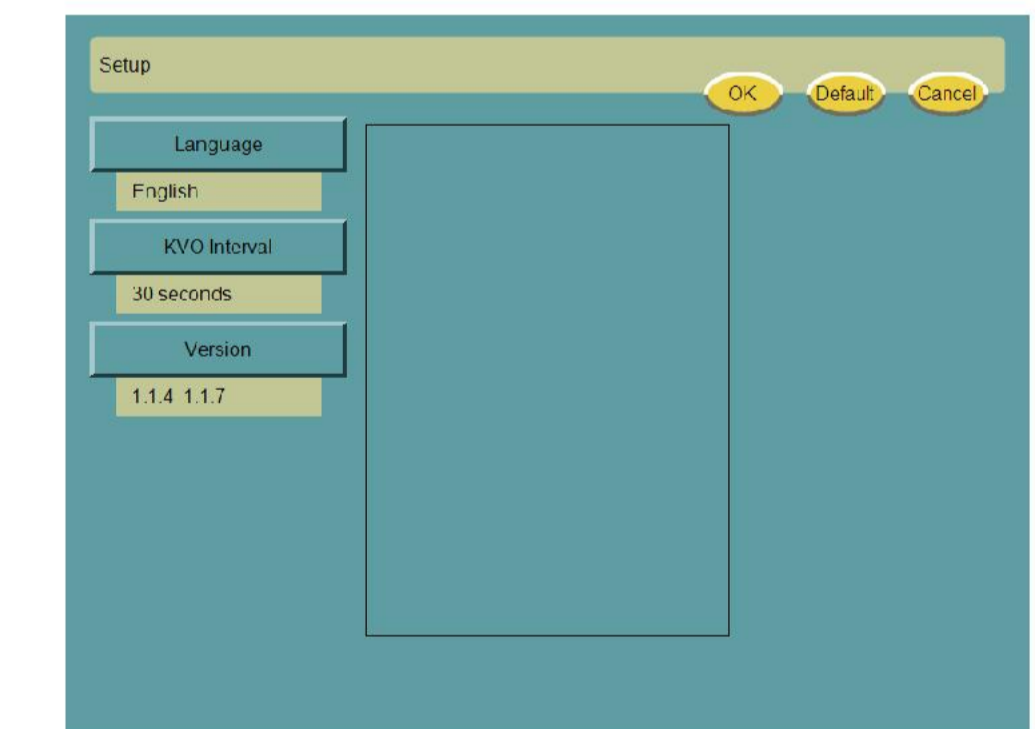 Setup
OK Default Cancel
Language
English
KVO Interval
30 seconds
Version
1.1.4 1.1.7